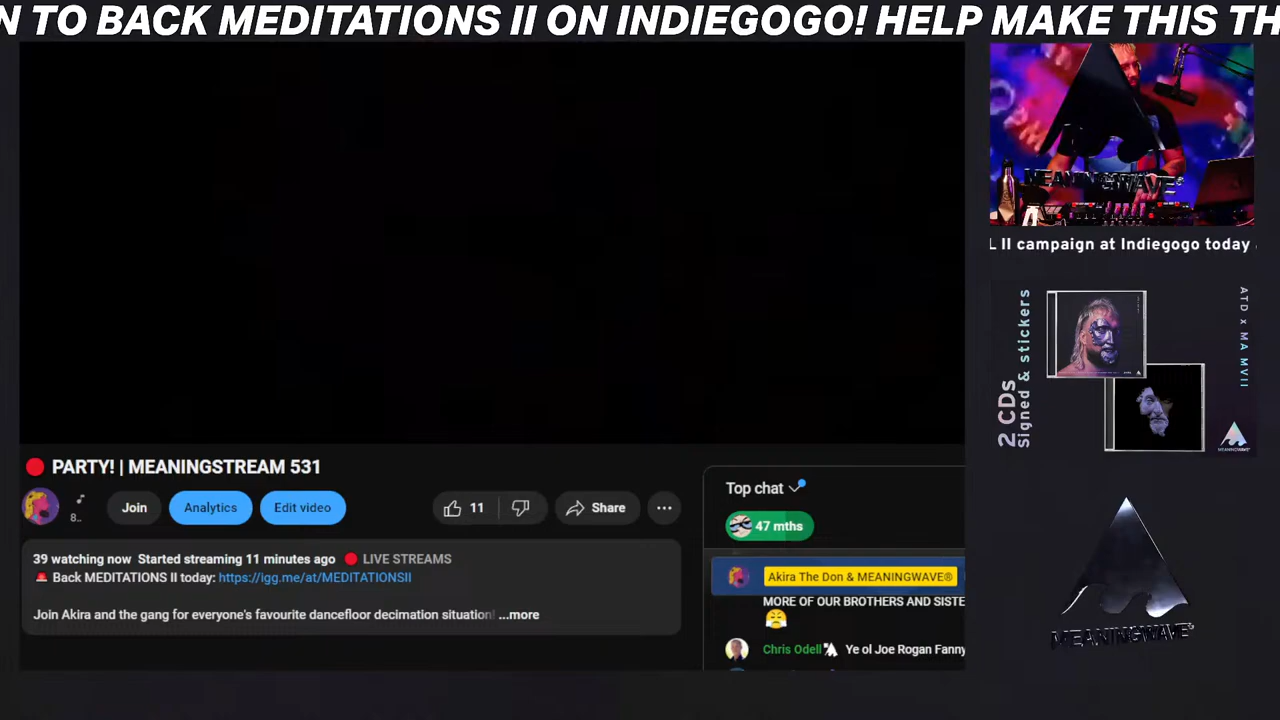 N TO BACK MEDITATIONS II ON INDIEGOGO! HELP MAKE THIS TH
MEANINGWAVE®
L II campaign at Indiegogo today
2 CDs
Signed & stickers
ATD x MA MVII
MEANINGWAVE
PARTY! | MEANINGSTREAM 531
8..
Join
Analytics
Edit video
11
Share
39 watching now Started streaming 11 minutes ago 🔴 LIVE STREAMS
🚨 Back MEDITATIONS II today: https://igg.me/at/MEDITATIONSII
Join Akira and the gang for everyone's favourite dancefloor decimation situation! ...more
Top chat
47 mths
Akira The Don & MEANINGWAVE®
MORE OF OUR BROTHERS AND SISTE
😤
Chris Odell Ye ol Joe Rogan Fanny
MEANINGWAVE®